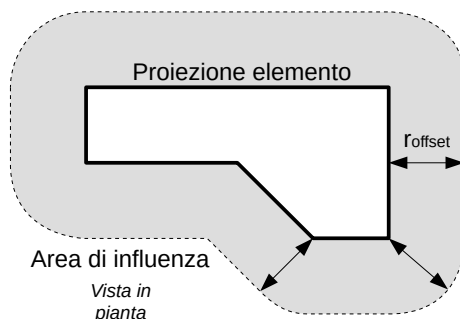 Proiezione elemento
roffset
Area di influenza
Vista in
pianta